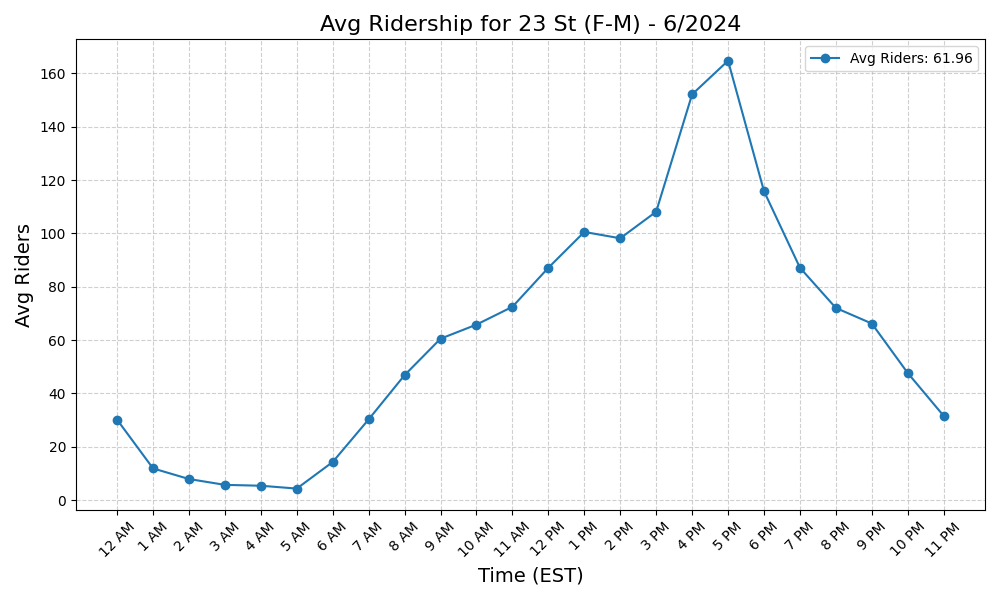 Avg Ridership for 23 St (F-M) - 6/2024
Avg Riders: 61.96
Avg Riders
160
140
120
100
80
60
40
20
0
12 AM
1 AM
2 AM
3 AM
4 AM
5 AM
6 AM
7 AM
8 AM
9 AM
10 AM
11 AM
12 PM
1 PM
2 PM
3 PM
4 PM
5 PM
6 PM
7 PM
8 PM
9 PM
10 PM
11 PM
Time (EST)